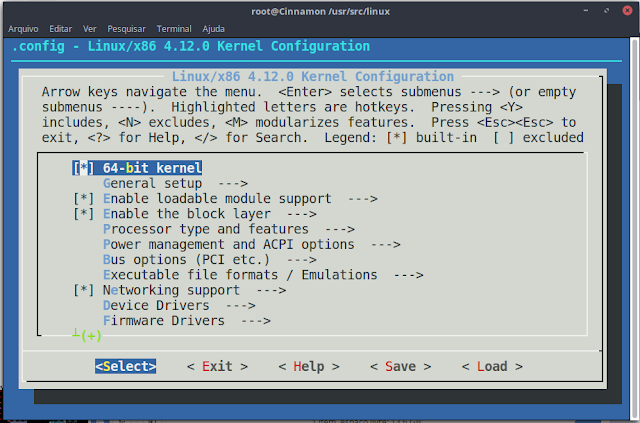 root@Cinnamon /usr/src/linux
Arquivo Editar Ver Pesquisar Terminal Ajuda
.config - Linux/x86 4.12.0 Kernel Configuration
Linux/x86 4.12.0 Kernel Configuration
Arrow keys navigate the menu.  <Enter> selects submenus ---> (or empty
submenus ----).  Highlighted letters are hotkeys.  Pressing <Y>
includes, <N> excludes, <M> modularizes features.  Press <Esc><Esc> to
exit, <?> for Help, </> for Search.  Legend: [*] built-in  [ ] excluded
[*] 64-bit kernel
General setup  --->
[*] Enable loadable module support  --->
[*] Enable the block layer  --->
Processor type and features  --->
Power management and ACPI options  --->
Bus options (PCI etc.)  --->
Executable file formats / Emulations  --->
[*] Networking support  --->
Device Drivers  --->
Firmware Drivers  --->
┴(+)
<Select>    < Exit >    < Help >    < Save >    < Load >